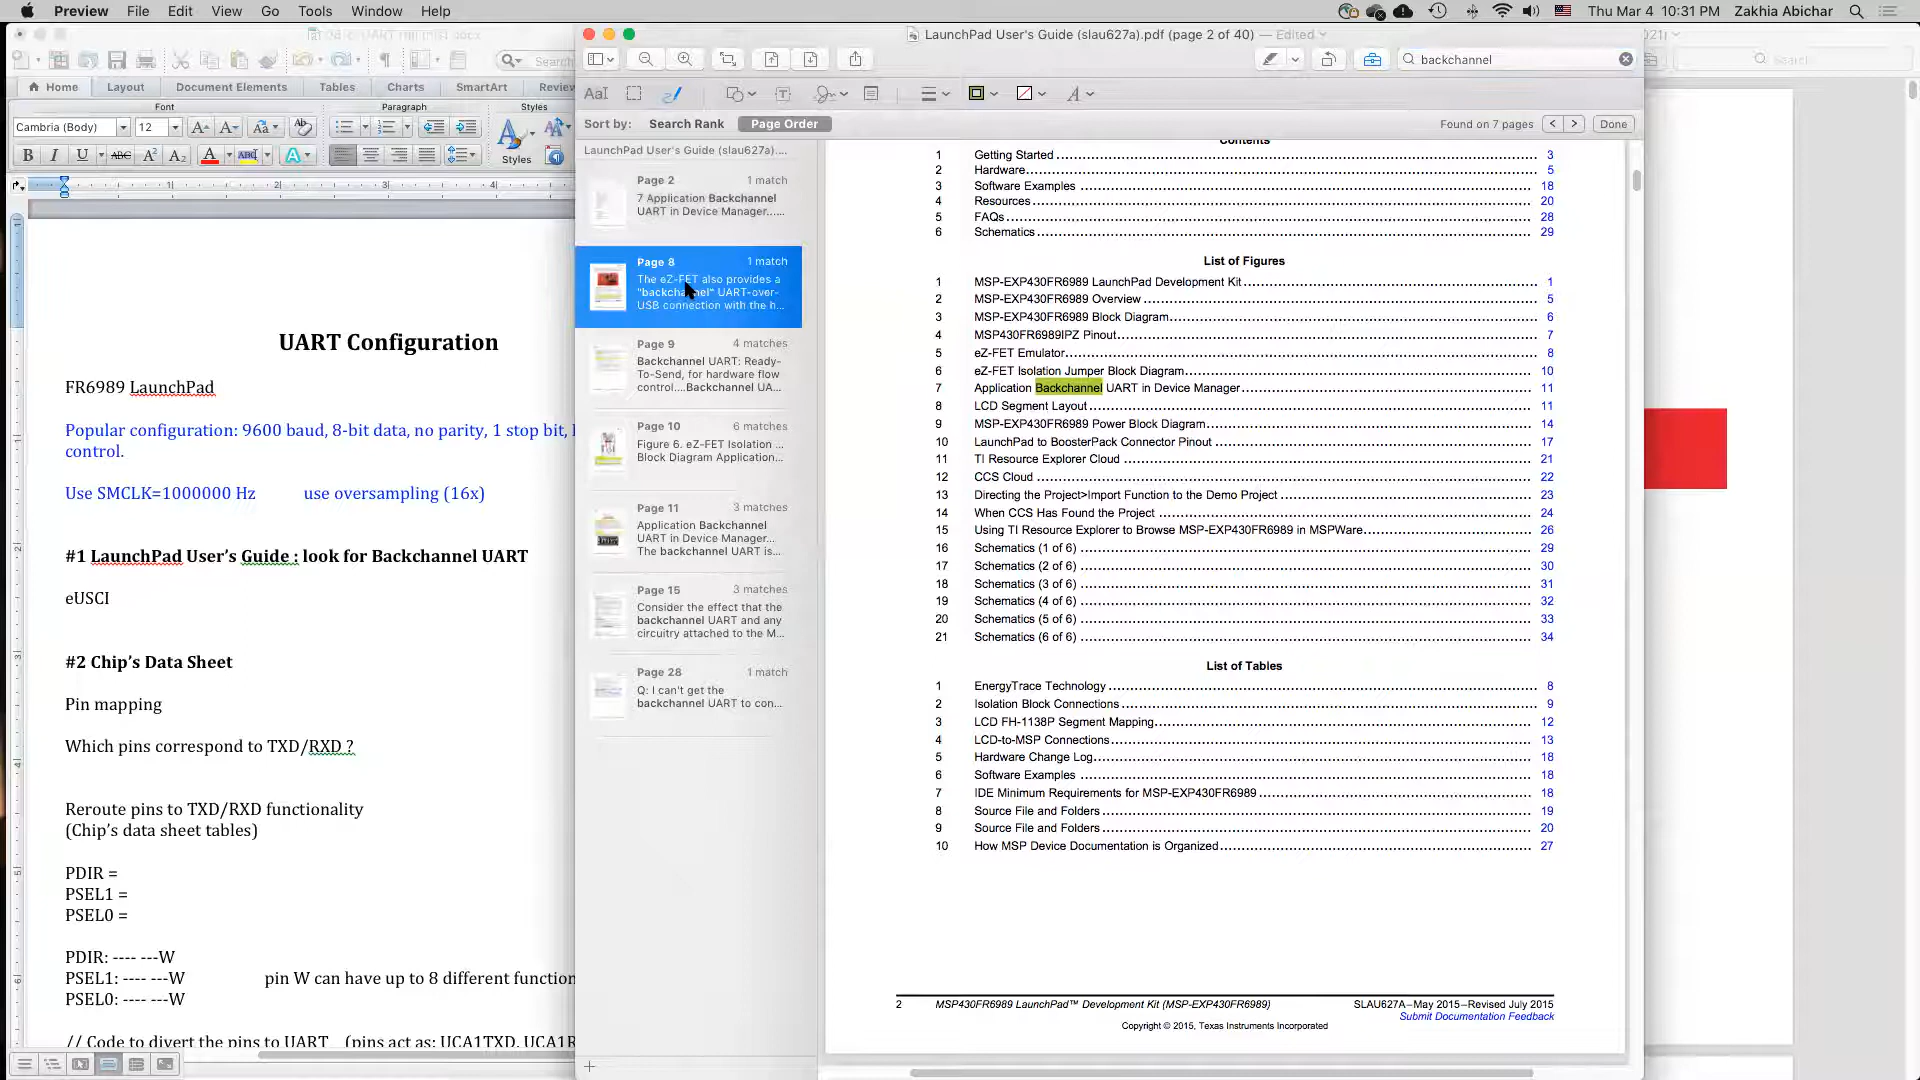 Preview File Edit View Go Tools Window Help
Thu Mar 4 10:31 PM Zakhia Abichar
LaunchPad User's Guide (slau627a).pdf (page 2 of 40) — Edited
Search
backchannel
Search
Home Layout Document Elements Tables Charts SmartArt Review
Font Paragraph Styles
Cambria (Body) 12
Styles
Sort by: Search Rank Page Order
Found on 7 pages
Done
LaunchPad User's Guide (slau627a)....
Page 2 1 match
7 Application Backchannel
UART in Device Manager......
Page 8 1 match
The eZ-FET also provides a
"backchannel" UART-over-
USB connection with the h...
Page 9 4 matches
Backchannel UART: Ready-
To-Send, for hardware flow
control....Backchannel UA...
Page 10 6 matches
Figure 6. eZ-FET Isolation ...
Block Diagram Application...
Page 11 3 matches
Application Backchannel
UART in Device Manager...
The backchannel UART is...
Page 15 3 matches
Consider the effect that the
backchannel UART and any
circuitry attached to the M...
Page 28 1 match
Q: I can't get the
backchannel UART to con...
UART Configuration
FR6989 LaunchPad
Popular configuration: 9600 baud, 8-bit data, no parity, 1 stop bit,
control.
Use SMCLK=1000000 Hz use oversampling (16x)
#1 LaunchPad User's Guide : look for Backchannel UART
eUSCI
#2 Chip's Data Sheet
Pin mapping
Which pins correspond to TXD/RXD ?
Reroute pins to TXD/RXD functionality
(Chip's data sheet tables)
PDIR =
PSEL1 =
PSEL0 =
PDIR: ---- ---W
PSEL1: ---- ---W pin W can have up to 8 different function
PSEL0: ---- ---W
// Code to divert the pins to UART (pins act as: UCA1TXD, UCA1R
Contents
1 Getting Started 3
2 Hardware 5
3 Software Examples 18
4 Resources 20
5 FAQs 28
6 Schematics 29
List of Figures
1 MSP-EXP430FR6989 LaunchPad Development Kit 1
2 MSP-EXP430FR6989 Overview 5
3 MSP-EXP430FR6989 Block Diagram 6
4 MSP430FR6989IPZ Pinout 7
5 eZ-FET Emulator 8
6 eZ-FET Isolation Jumper Block Diagram 10
7 Application Backchannel UART in Device Manager 11
8 LCD Segment Layout 11
9 MSP-EXP430FR6989 Power Block Diagram 14
10 LaunchPad to BoosterPack Connector Pinout 17
11 TI Resource Explorer Cloud 21
12 CCS Cloud 22
13 Directing the Project>Import Function to the Demo Project 23
14 When CCS Has Found the Project 24
15 Using TI Resource Explorer to Browse MSP-EXP430FR6989 in MSPWare 26
16 Schematics (1 of 6) 29
17 Schematics (2 of 6) 30
18 Schematics (3 of 6) 31
19 Schematics (4 of 6) 32
20 Schematics (5 of 6) 33
21 Schematics (6 of 6) 34
List of Tables
1 EnergyTrace Technology 8
2 Isolation Block Connections 9
3 LCD FH-1138P Segment Mapping 12
4 LCD-to-MSP Connections 13
5 Hardware Change Log 18
6 Software Examples 18
7 IDE Minimum Requirements for MSP-EXP430FR6989 18
8 Source File and Folders 19
9 Source File and Folders 20
10 How MSP Device Documentation is Organized 27
2 MSP430FR6989 LaunchPad™ Development Kit (MSP-EXP430FR6989) SLAU627A–May 2015–Revised July 2015
Submit Documentation Feedback
Copyright © 2015, Texas Instruments Incorporated